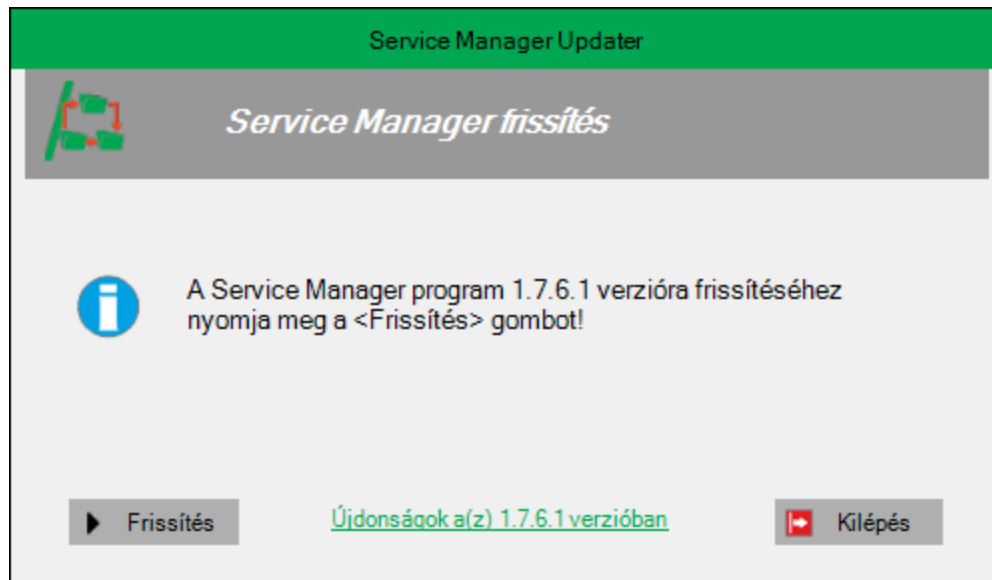 Service Manager Updater
Service Manager frissítés
A Service Manager program 1.7.6.1 verzióra frissítéséhez
nyomja meg a <Frissítés> gombot!
Frissítés
Újdonságok a(z) 1.7.6.1 verzióban
Kilépés